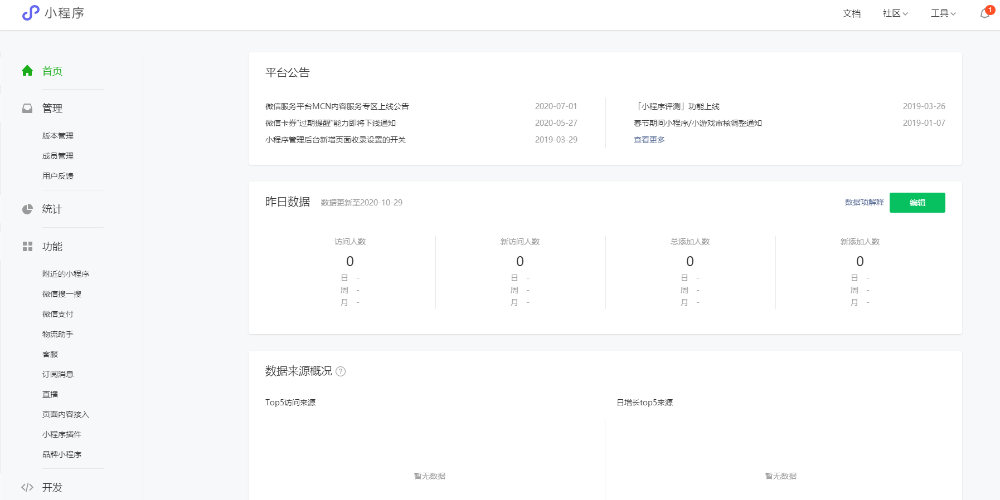 小程序
文档 社区 工具 1
首页
管理
版本管理
成员管理
用户反馈
统计
功能
附近的小程序
微信搜一搜
微信支付
物流助手
客服
订阅消息
直播
页面内容接入
小程序插件
品牌小程序
开发
平台公告
微信服务平台MCN内容服务专区上线公告 2020-07-01
微信卡券“过期提醒“能力即将下线通知 2020-05-27
小程序管理后台新增页面收录设置的开关 2019-03-29
「小程序评测」功能上线 2019-03-26
春节期间小程序/小游戏审核调整通知 2019-01-07
查看更多
昨日数据 数据更新至2020-10-29 数据项解释 编辑
访问人数 新访问人数 总添加人数 新添加人数
0 0 0 0
日 - 日 - 日 - 日 -
周 - 周 - 周 - 周 -
月 - 月 - 月 - 月 -
数据来源概况 ?
Top5访问来源 日增长top5来源
暂无数据 暂无数据